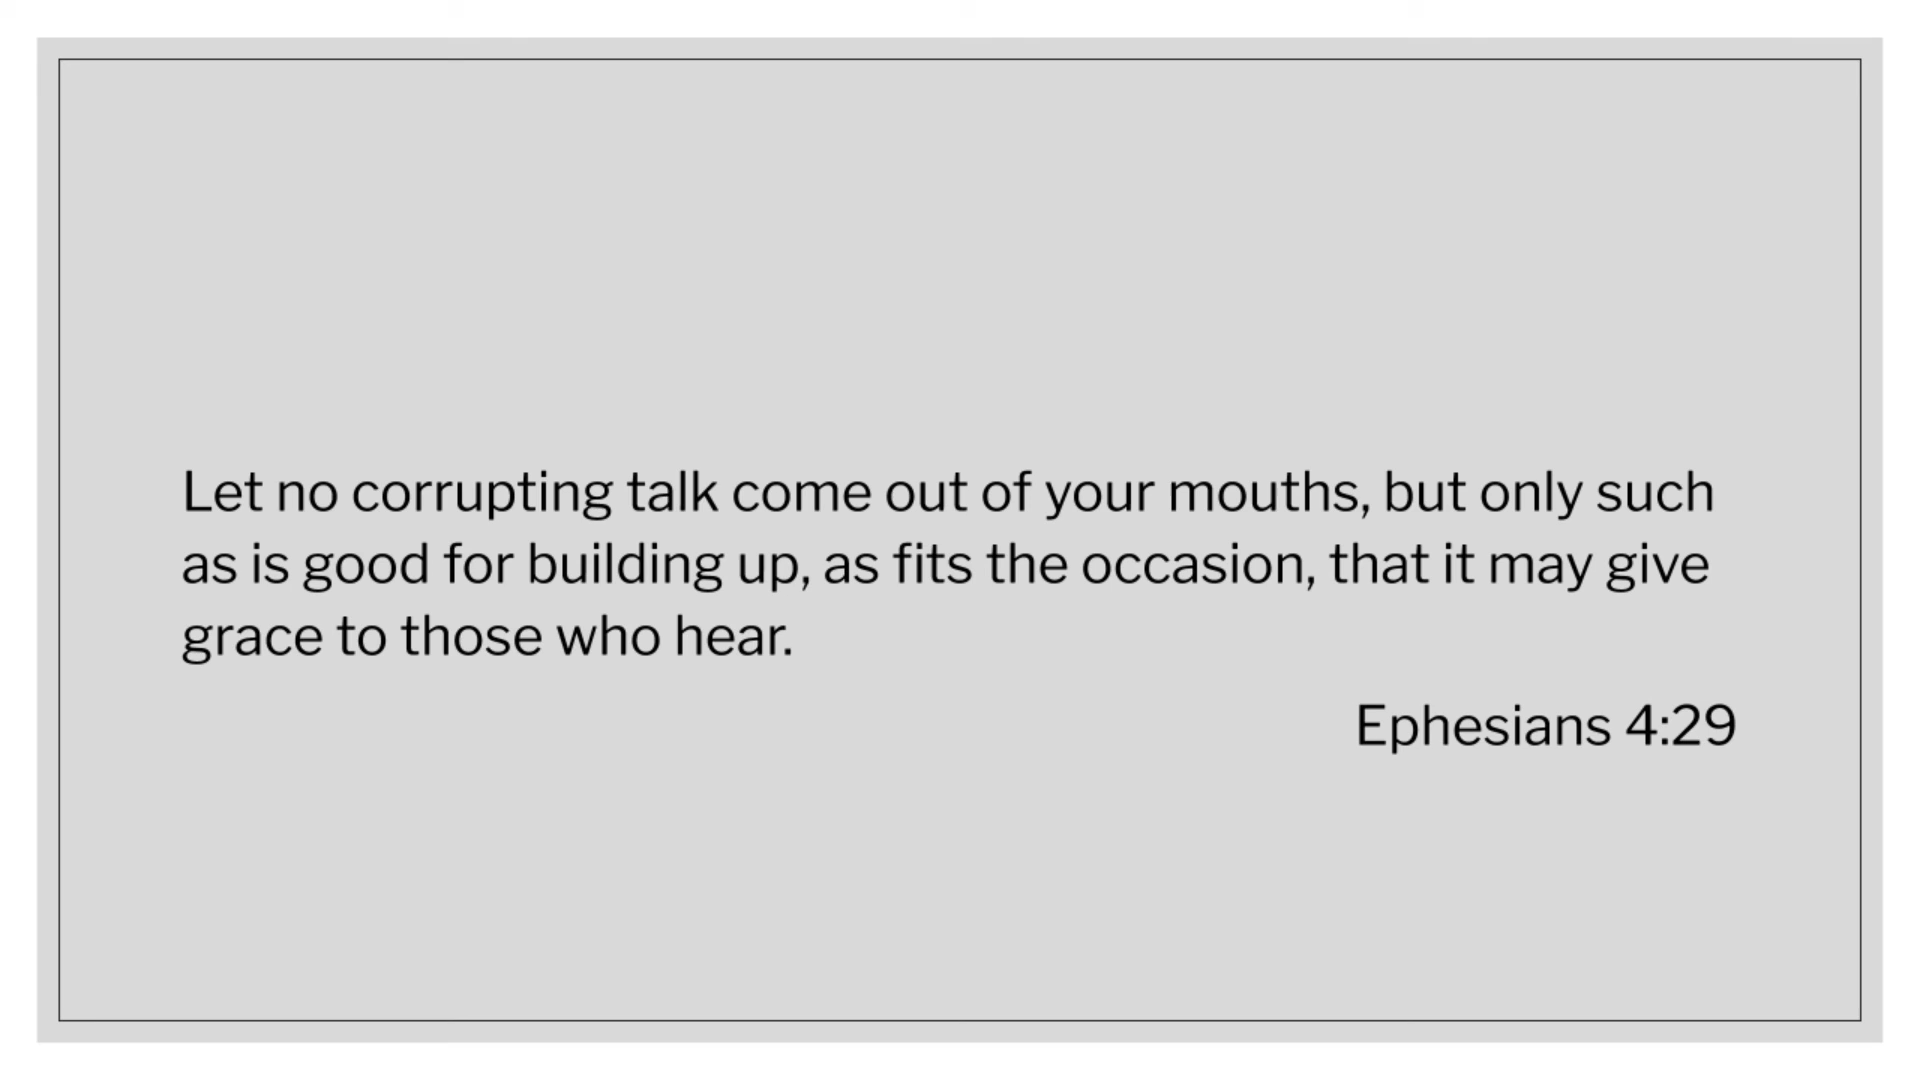 Let no corrupting talk come out of your mouths, but only such
as is good for building up, as fits the occasion, that it may give
grace to those who hear.
Ephesians 4:29